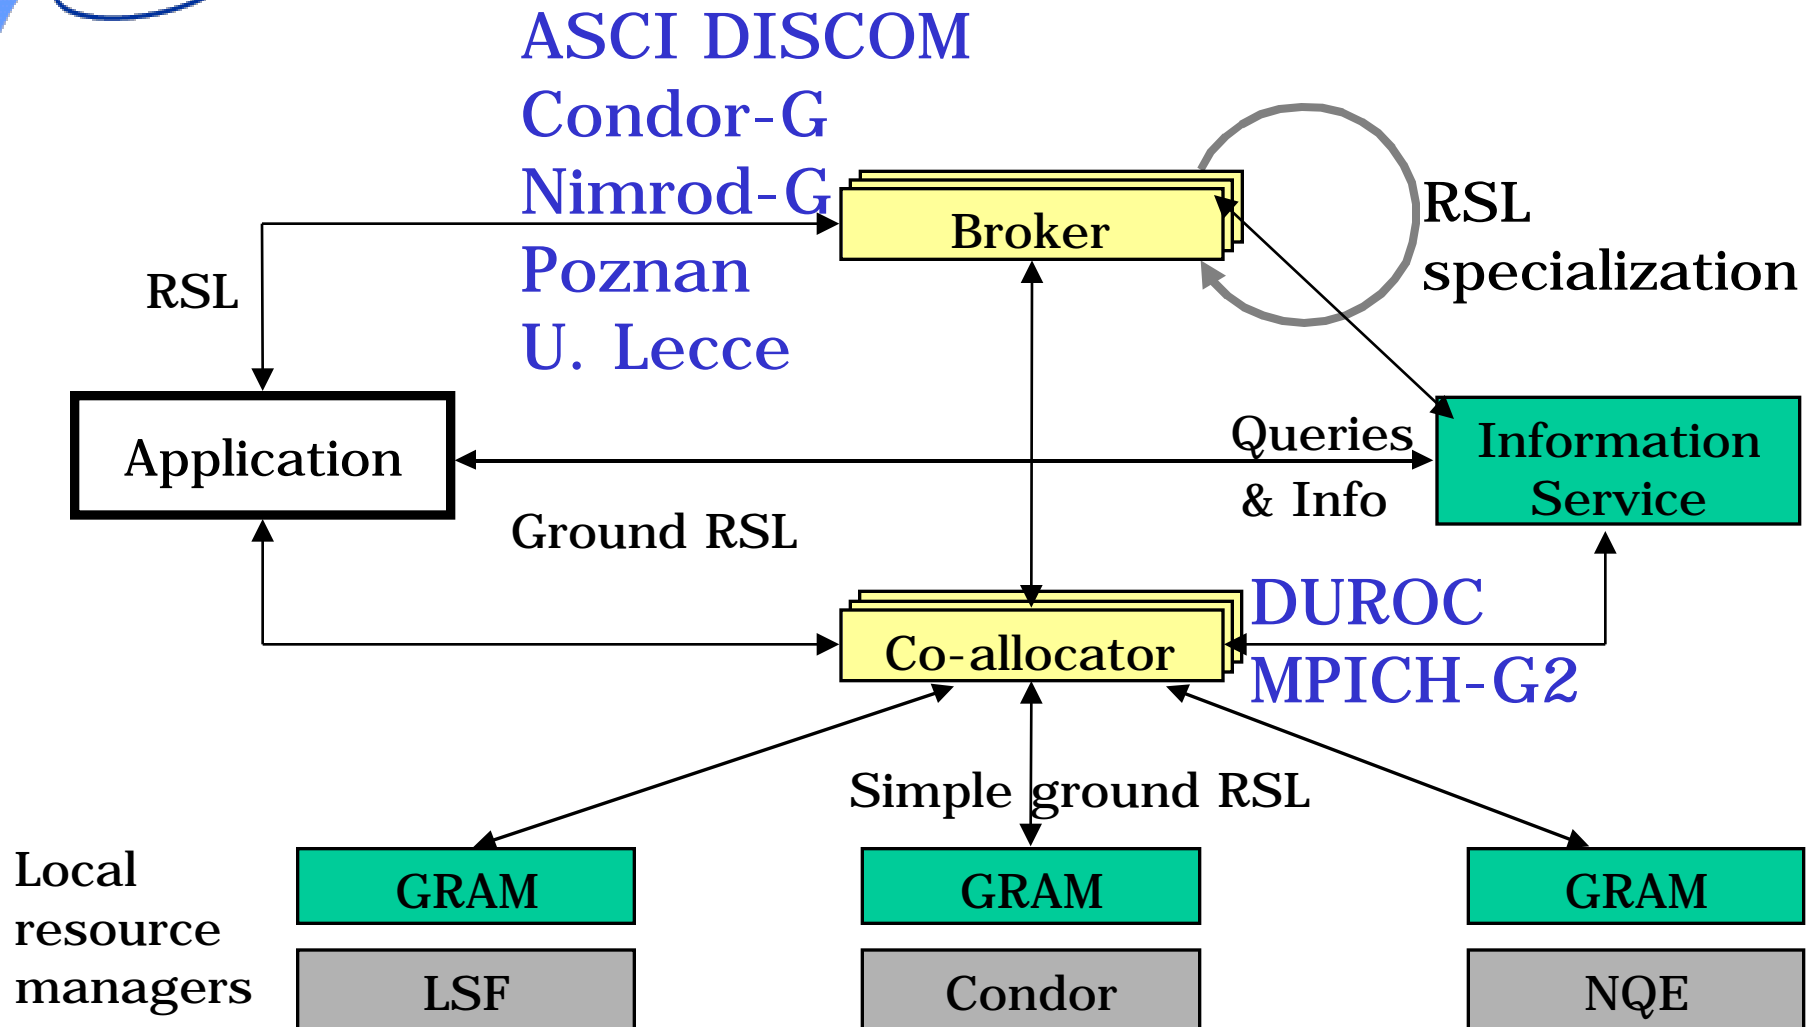 ASCI DISCOM
Condor-G
Nimrod-G
Poznan
U. Lecce
Broker
RSL
specialization
RSL
Application
Queries
& Info
Information
Service
Ground RSL
DUROC
MPICH-G2
Co-allocator
Simple ground RSL
Local
resource
managers
GRAM
GRAM
GRAM
LSF
Condor
NQE